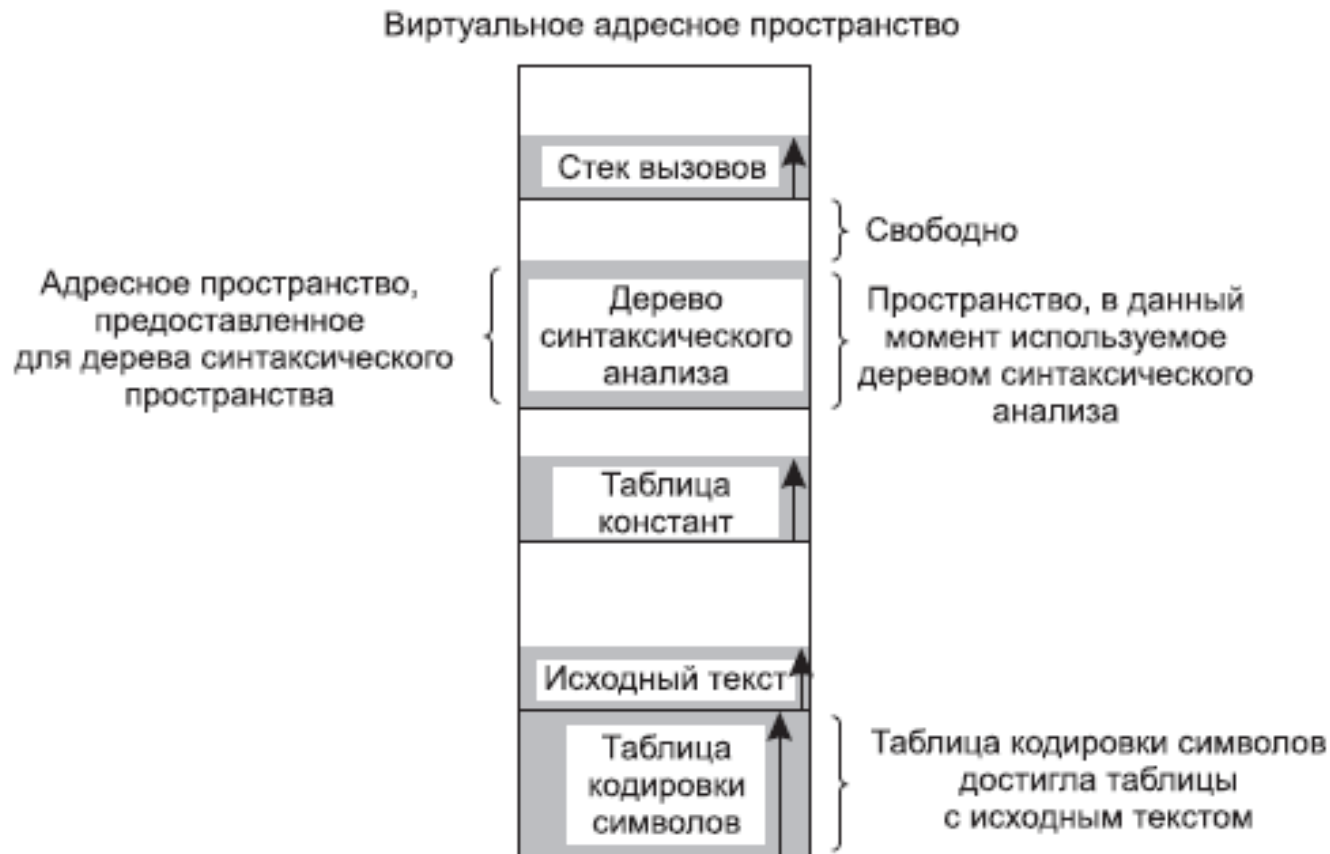 Виртуальное адресное пространство
Стек вызовов
Свободно
Адресное пространство,
предоставленное
для дерева синтаксического
пространства
Дерево
синтаксического
анализа
Пространство, в данный
момент используемое
деревом синтаксического
анализа
Таблица
констант
Исходный текст
Таблица
кодировки
символов
Таблица кодировки символов
достигла таблицы
с исходным текстом